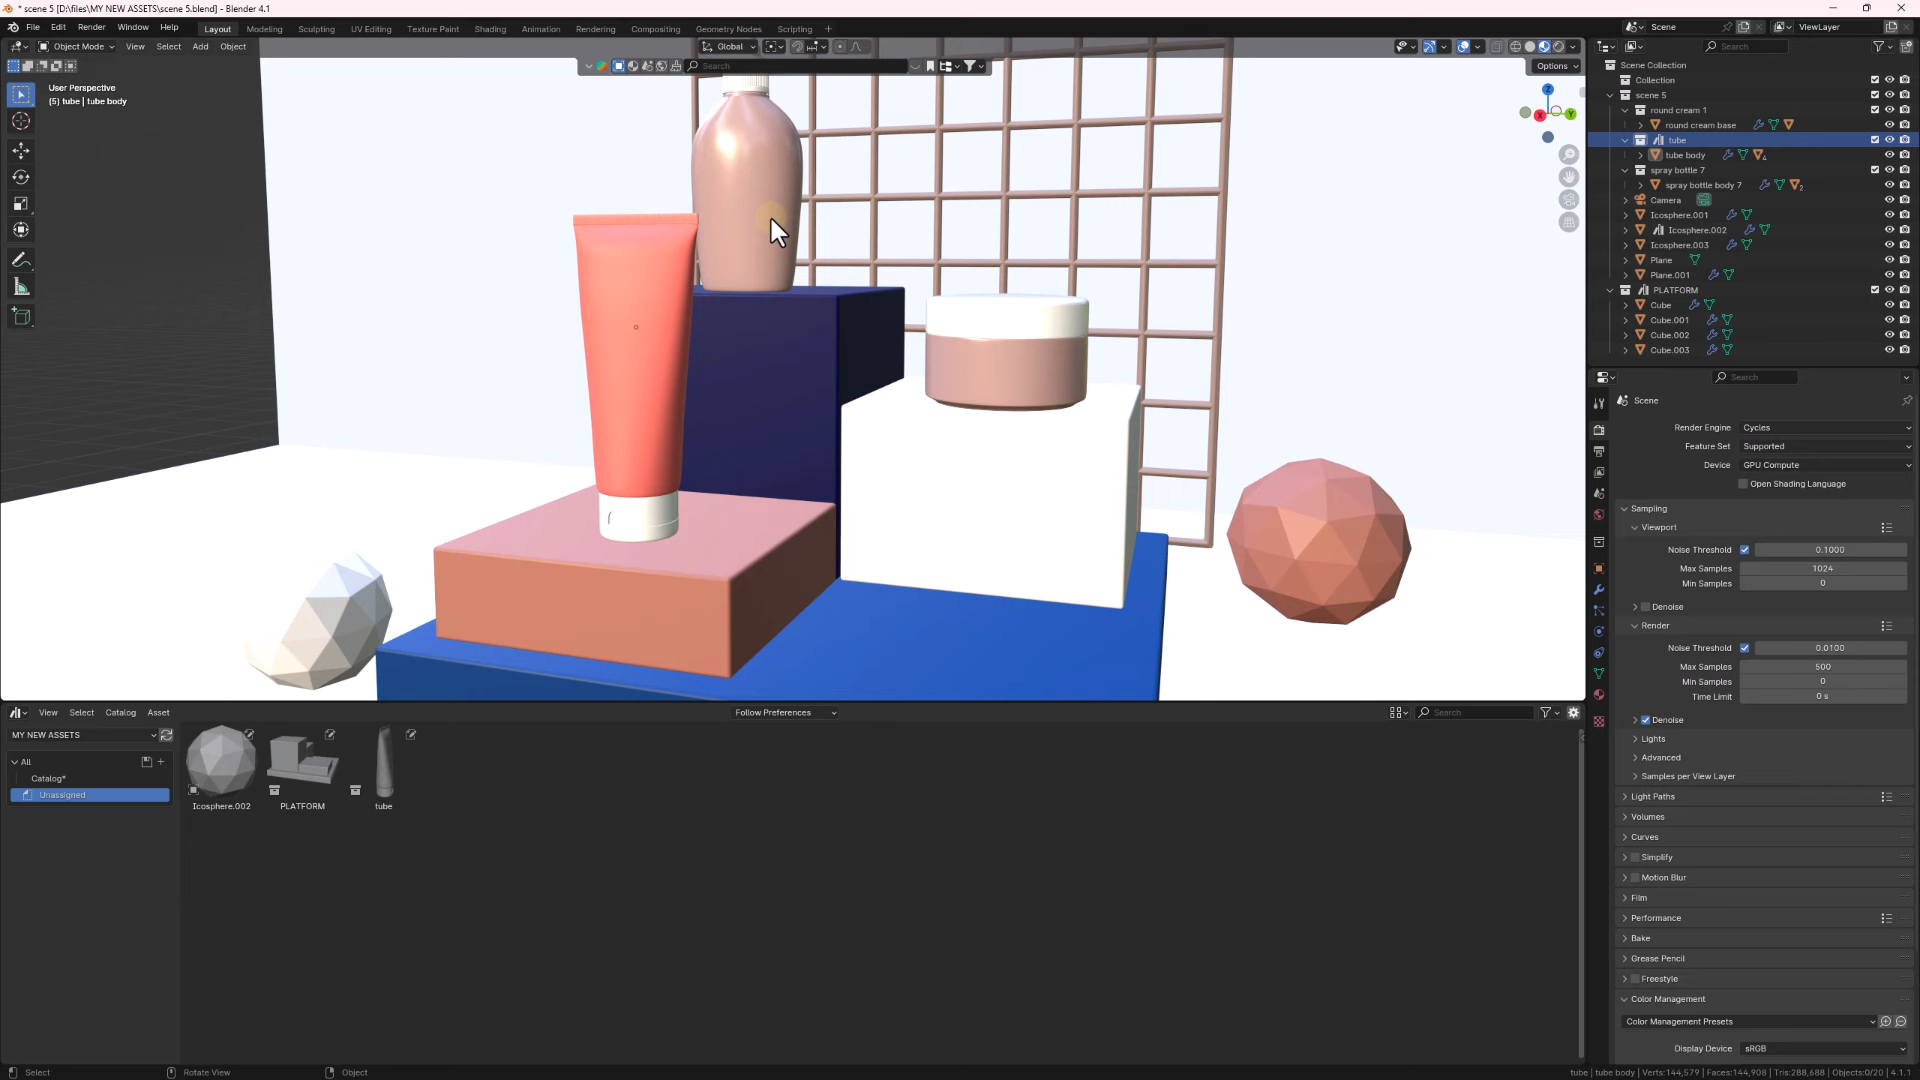 * scene 5 [D:\files\MY NEW ASSETS\scene 5.blend] - Blender 4.1
File Edit Render Window Help Layout Modeling Sculpting UV Editing Texture Paint Shading Animation Rendering Compositing Geometry Nodes Scripting + Scene ViewLayer
Object Mode View Select Add Object Global Search
Search Options
User Perspective
(5) tube | tube body
Z
X
Y
Scene Collection
Collection
scene 5
round cream 1
round cream base
tube
tube body 4
spray bottle 7
spray bottle body 7 2
Camera
Icosphere.001
Icosphere.002
Icosphere.003
Plane
Plane.001
PLATFORM
Cube
Cube.001
Cube.002
Cube.003
Search
Scene
Render Engine Cycles
Feature Set Supported
Device GPU Compute
Open Shading Language
Sampling
Viewport
Noise Threshold 0.1000
Max Samples 1024
Min Samples 0
Denoise
Render
Noise Threshold 0.0100
Max Samples 500
Min Samples 0
Time Limit 0 s
Denoise
Lights
Advanced
Samples per View Layer
Light Paths
Volumes
Curves
Simplify
Motion Blur
Film
Performance
Bake
Grease Pencil
Freestyle
Color Management
Color Management Presets
Display Device sRGB
View Select Catalog Asset Follow Preferences Search
MY NEW ASSETS
All
Catalog*
Unassigned
Icosphere.002 PLATFORM tube
Select Rotate View Object tube | tube body | Verts:144,579 | Faces:144,908 | Tris:288,688 | Objects:0/20 | 4.1.1